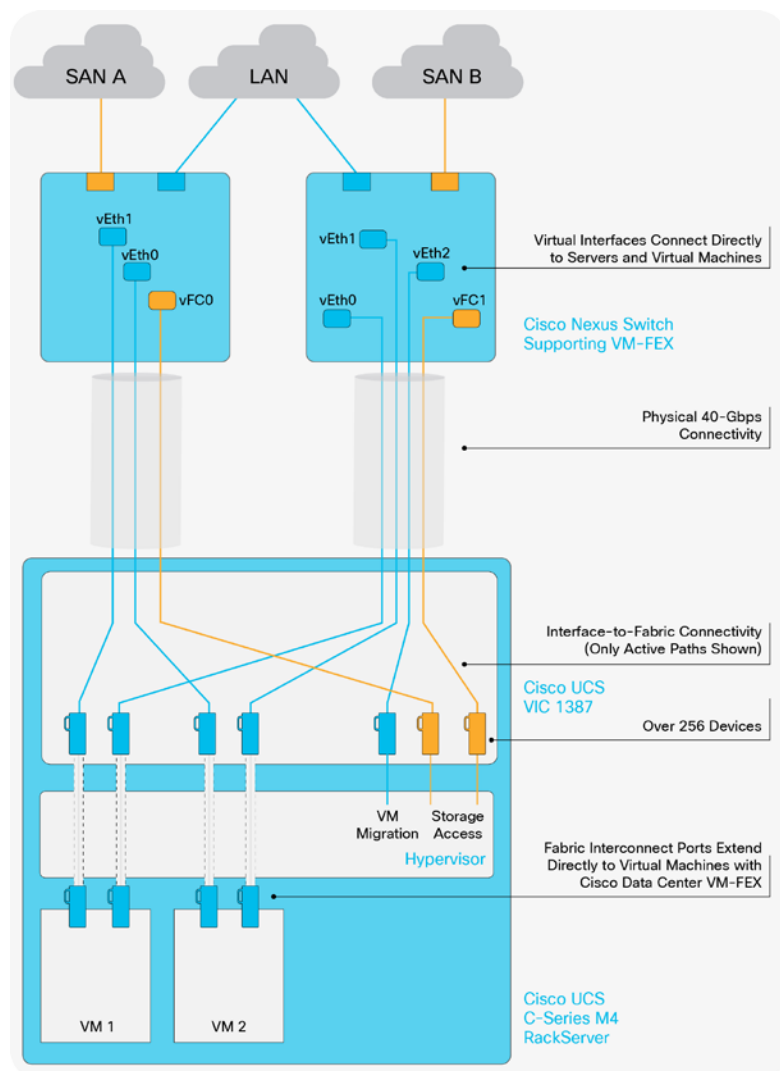 SAN A
LAN
SAN B
vEth1
vEth0
vFC0
vEth1
vEth2
vEth0
vFC1
Virtual Interfaces Connect Directly
to Servers and Virtual Machines
Cisco Nexus Switch
Supporting VM-FEX
Physical 40-Gbps
Connectivity
Interface-to-Fabric Connectivity
(Only Active Paths Shown)
Cisco UCS
VIC 1387
Over 256 Devices
VM
Migration
Storage
Access
Hypervisor
Fabric Interconnect Ports Extend
Directly to Virtual Machines with
Cisco Data Center VM-FEX
VM 1
VM 2
Cisco UCS
C-Series M4
RackServer